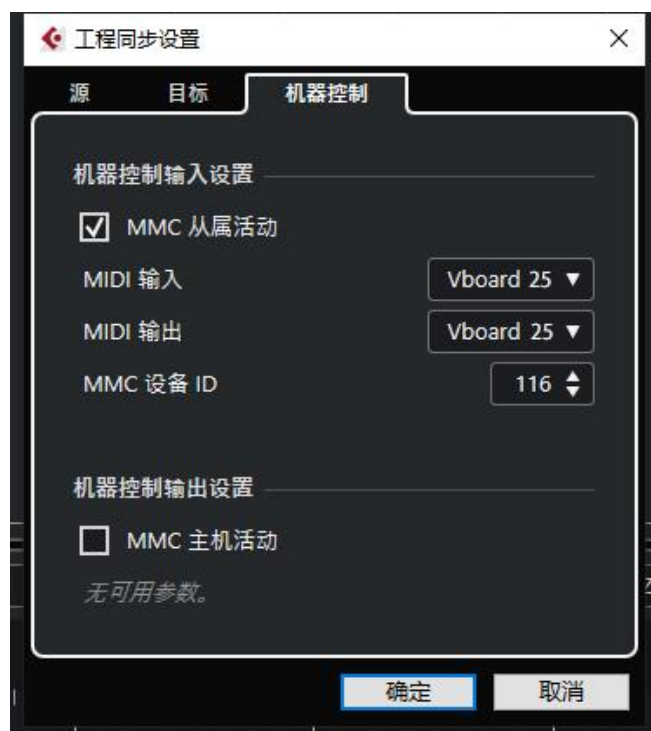 工程同步设置
源 目标 机器控制
机器控制输入设置
MMC 从属活动
MIDI 输入 Vboard 25
MIDI 输出 Vboard 25
MMC 设备 ID 116
机器控制输出设置
MMC 主机活动
无可用参数。
确定 取消